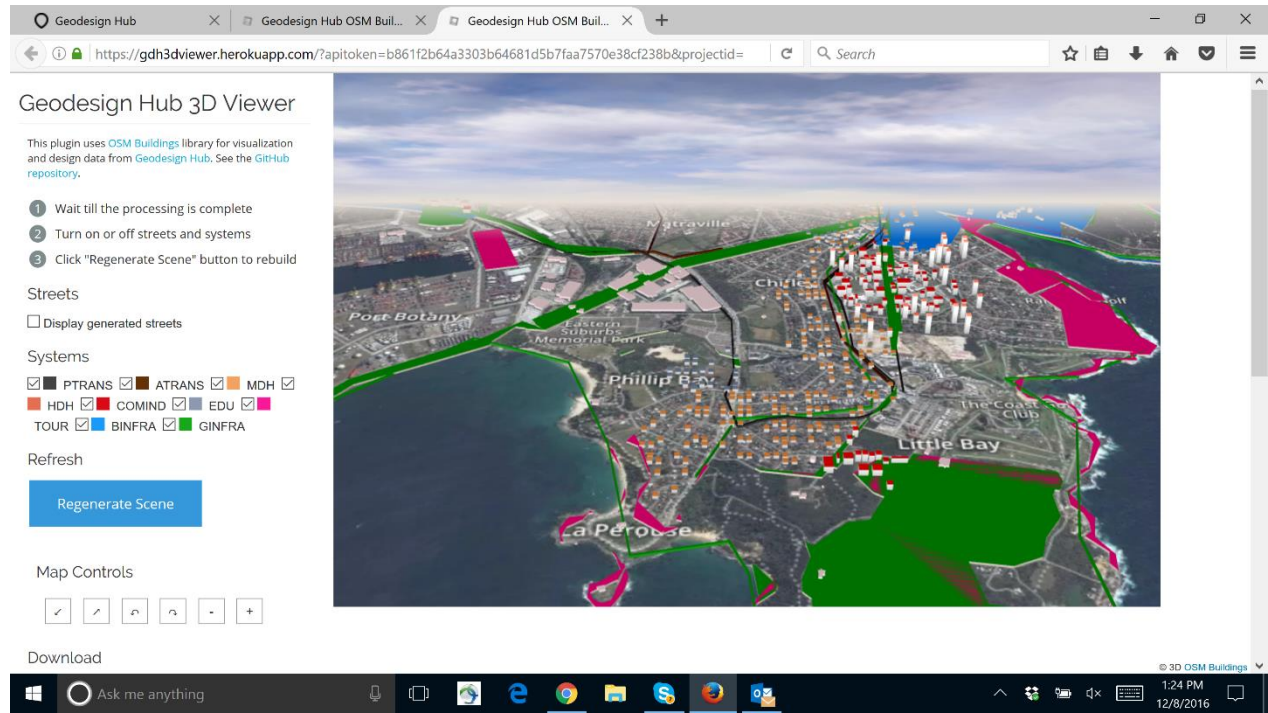 Geodesign Hub
Geodesign Hub OSM Buil...
Geodesign Hub OSM Buil...
https://gdh3dviewer.herokuapp.com/?apitoken=b861f2b64a3303b64681d5b7faa7570e38cf238b&projectid=
Search
Geodesign Hub 3D Viewer
This plugin uses OSM Buildings library for visualization
and design data from Geodesign Hub. See the GitHub
repository.
1 Wait till the processing is complete
2 Turn on or off streets and systems
3 Click "Regenerate Scene" button to rebuild
Streets
Display generated streets
Systems
PTRANS ATRANS MDH
HDH COMIND EDU
TOUR BINFRA GINFRA
Refresh
Regenerate Scene
Map Controls
- +
Download
Matraville
Port Botany
Eastern
Suburbs
Memorial Park
Phillip Bay
The Coast
Club
Little Bay
La Perouse
© 3D OSM Buildings
Ask me anything
1:24 PM
12/8/2016